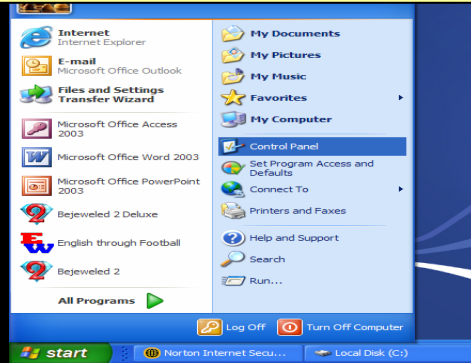 Internet
Internet Explorer
E-mail
Microsoft Office Outlook
Files and Settings
Transfer Wizard
Microsoft Office Access
2003
Microsoft Office Word 2003
Microsoft Office PowerPoint
2003
Bejeweled 2 Deluxe
English through Football
Bejeweled 2
All Programs
My Documents
My Pictures
My Music
Favorites
My Computer
Control Panel
Set Program Access and
Defaults
Connect To
Printers and Faxes
Help and Support
Search
Run...
Log Off
Turn Off Computer
start
Norton Internet Secu...
Local Disk (C:)